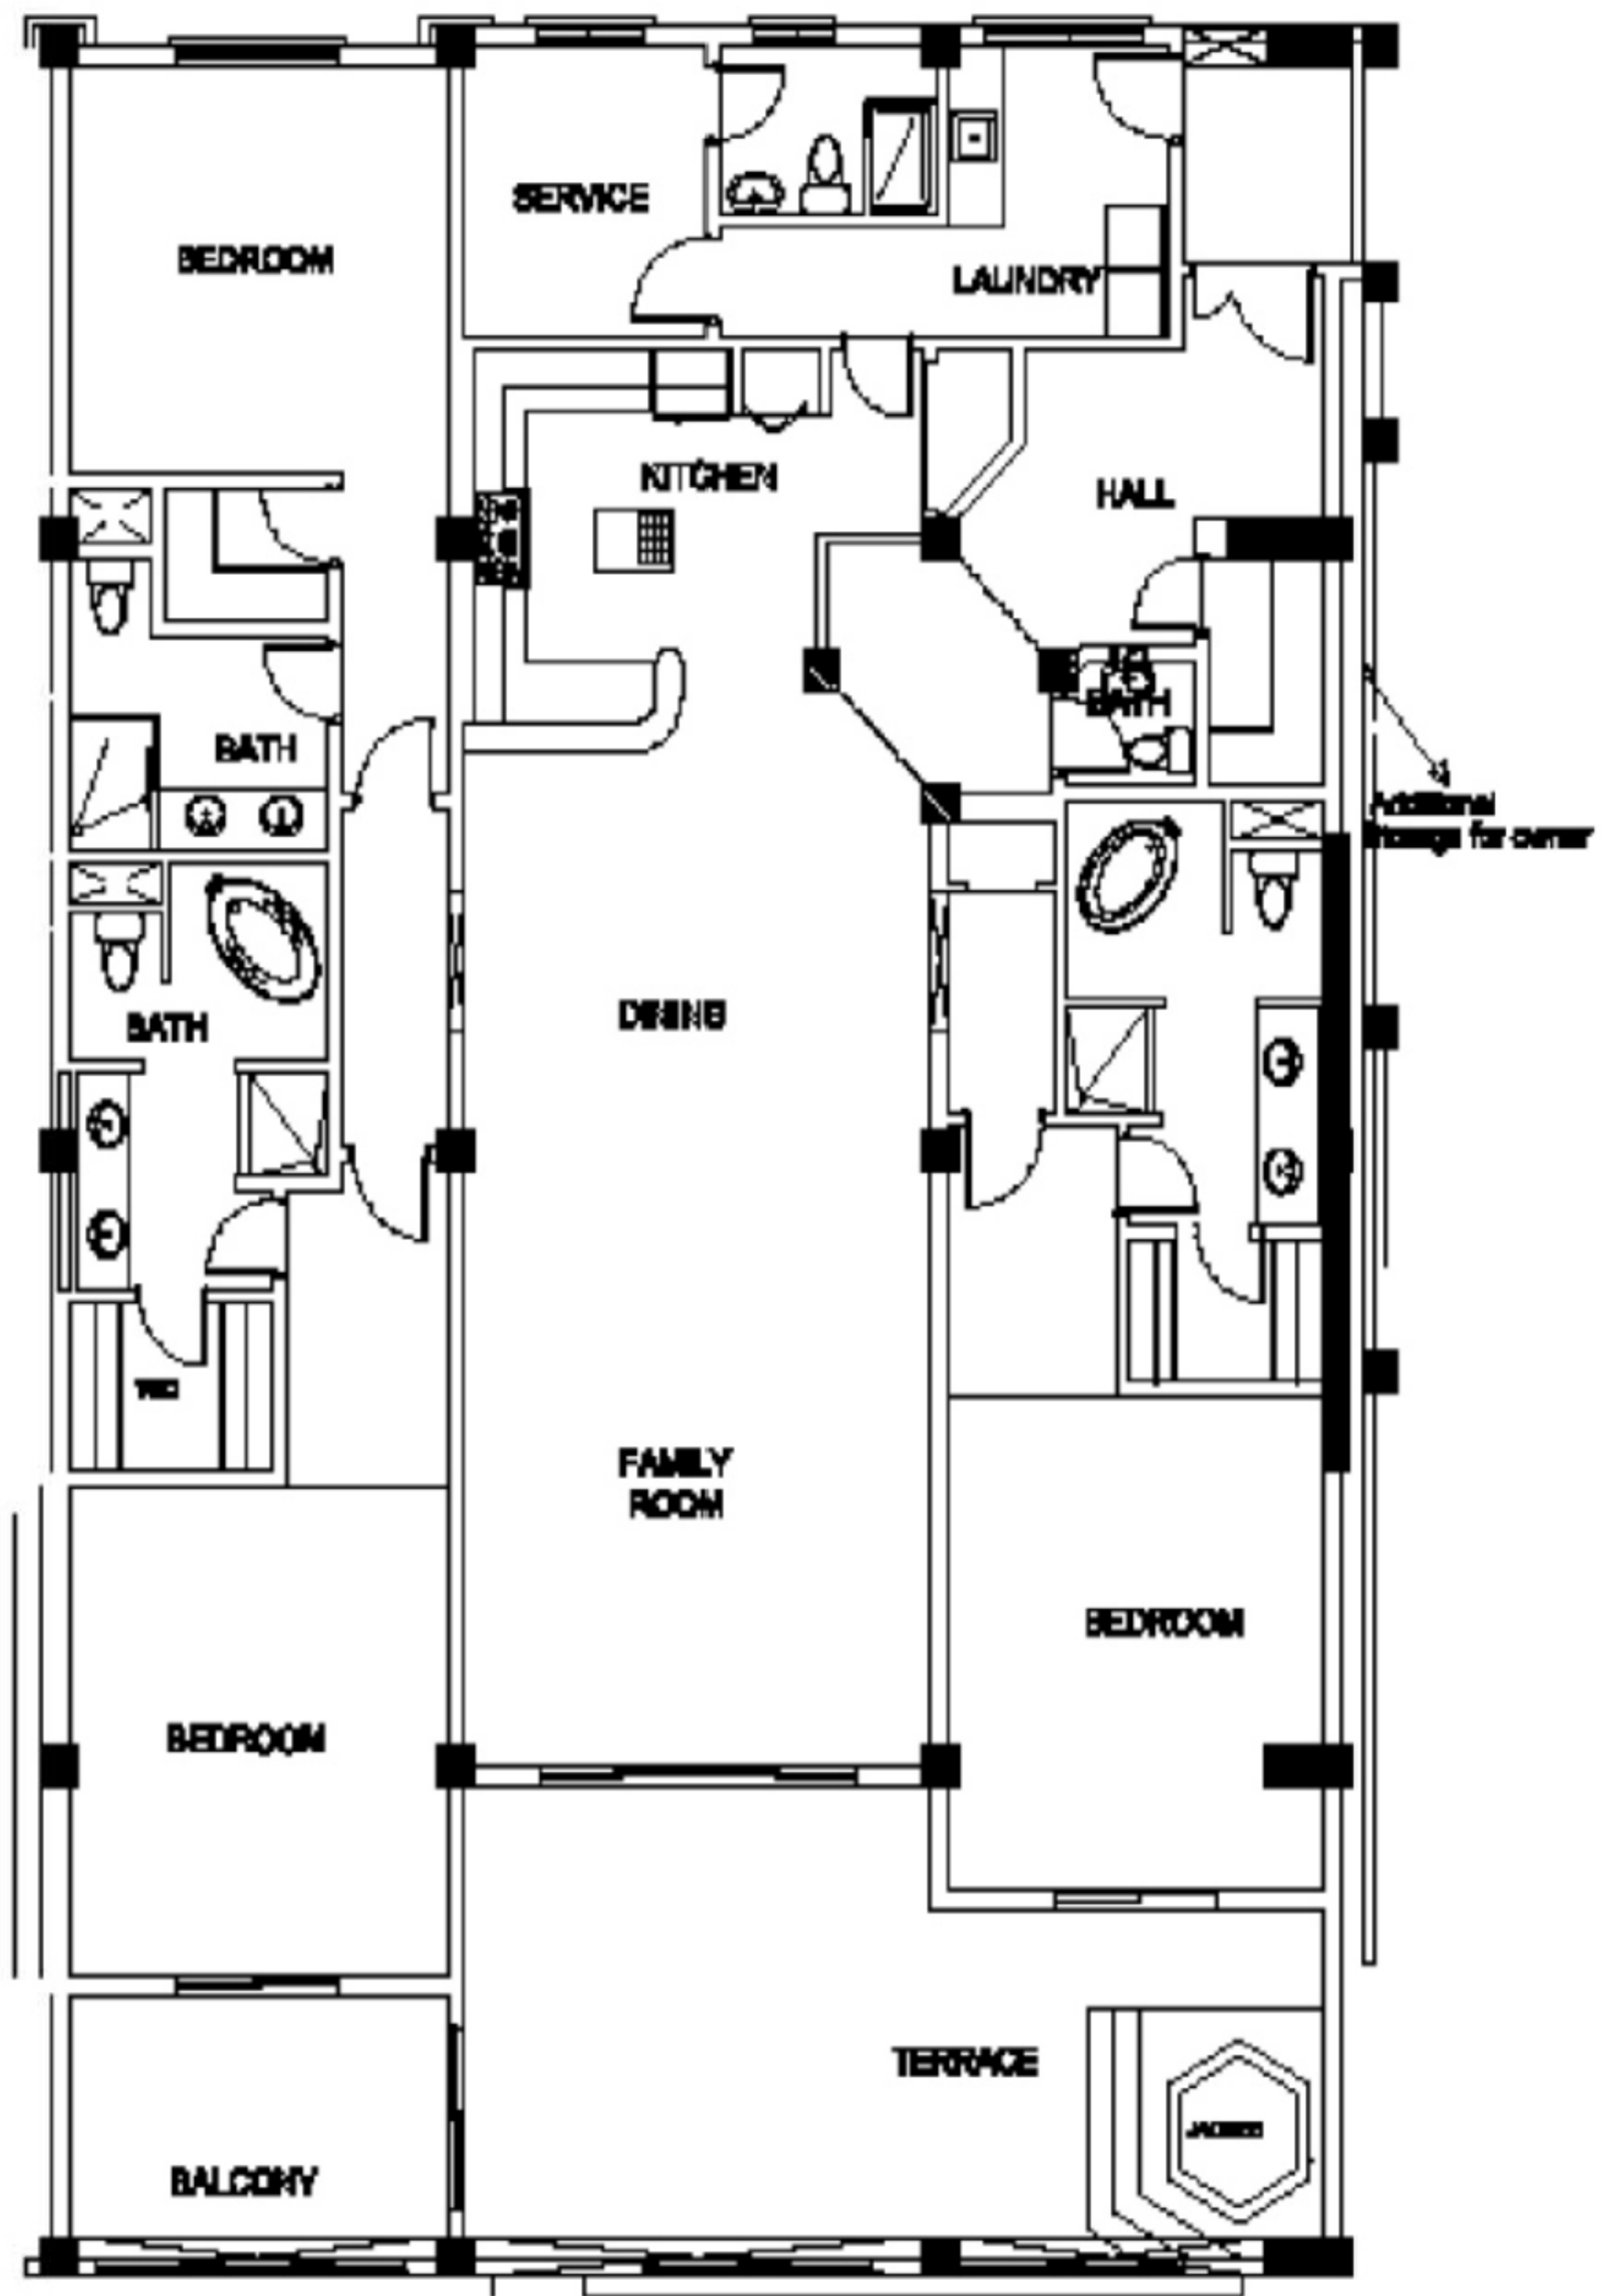 SERVICE
BEDROOM
LAUNDRY
KITCHEN
HALL
BATH
BATH
Additional
storage for owner
DINING
BATH
FAMILY
ROOM
BEDROOM
BEDROOM
TERRACE
BALCONY